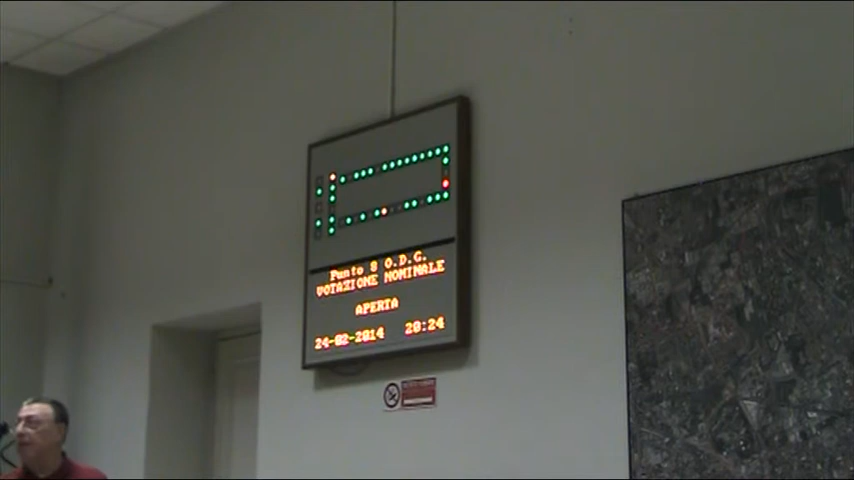 Punto 8 O.D.G.
VOTAZIONE NOMINALE
APERTA
24-02-2014 20:24